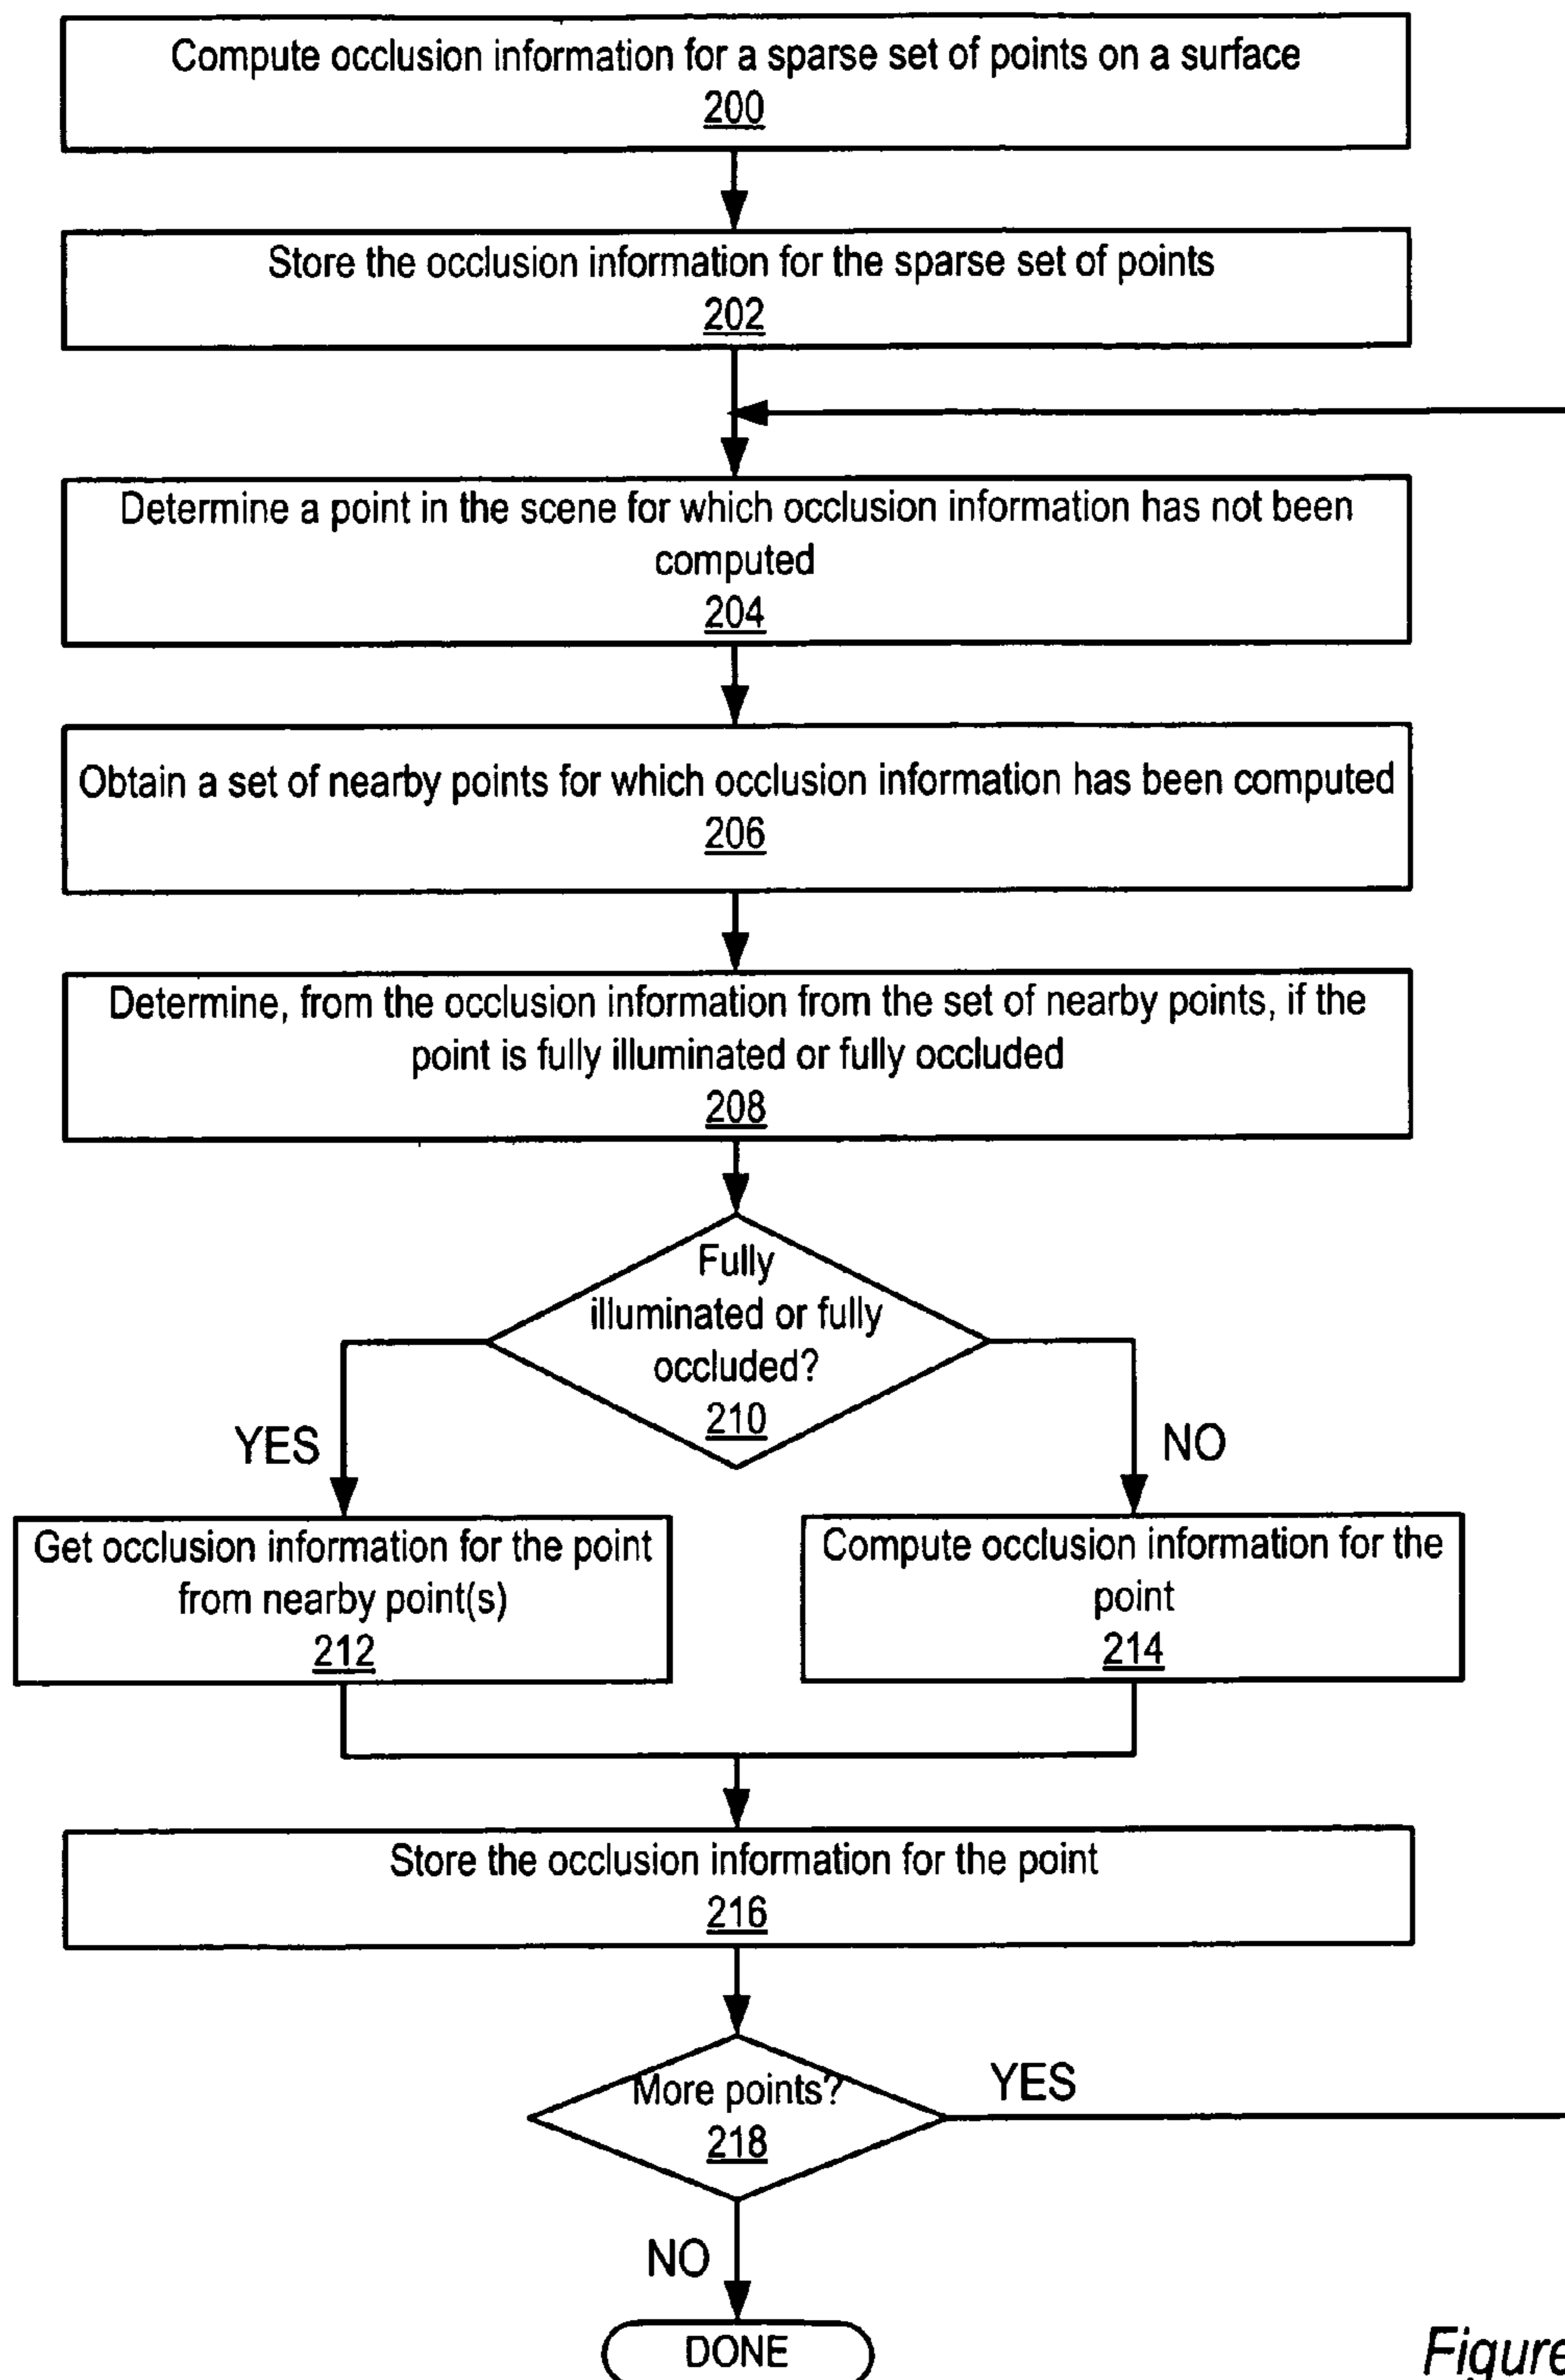 Compute occlusion information for a sparse set of points on a surface
200
Store the occlusion information for the sparse set of points
202
Determine a point in the scene for which occlusion information has not been
computed
204
Obtain a set of nearby points for which occlusion information has been computed
206
Determine, from the occlusion information from the set of nearby points, if the
point is fully illuminated or fully occluded
208
Fully
illuminated or fully
occluded?
210
YES
NO
Get occlusion information for the point
from nearby point(s)
212
Compute occlusion information for the
point
214
Store the occlusion information for the point
216
More points?
218
YES
NO
DONE
Figure